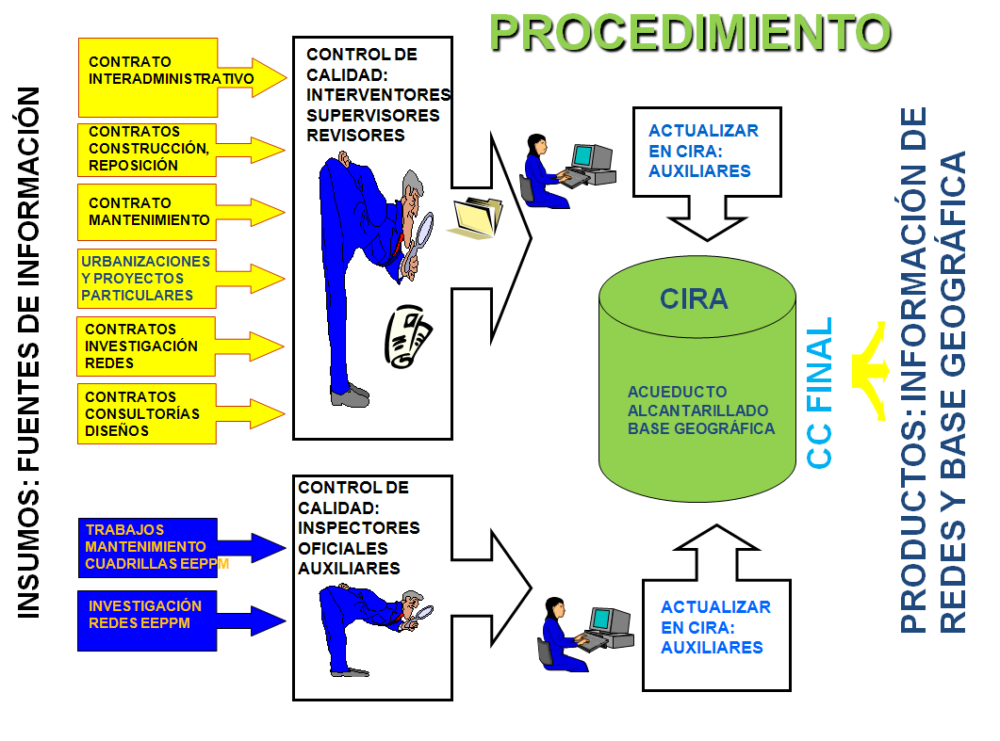 PROCEDIMIENTO
INSUMOS: FUENTES DE INFORMACIÓN
CONTRATO
INTERADMINISTRATIVO
CONTRATOS
CONSTRUCCIÓN,
REPOSICIÓN
CONTRATO
MANTENIMIENTO
URBANIZACIONES
Y PROYECTOS
PARTICULARES
CONTRATOS
INVESTIGACIÓN
REDES
CONTRATOS
CONSULTORÍAS
DISEÑOS
TRABAJOS
MANTENIMIENTO
CUADRILLAS EEPPM
INVESTIGACIÓN
REDES EEPPM
CONTROL DE
CALIDAD:
INTERVENTORES
SUPERVISORES
REVISORES
CONTROL DE
CALIDAD:
INSPECTORES
OFICIALES
AUXILIARES
ACTUALIZAR
EN CIRA:
AUXILIARES
CIRA
ACUEDUCTO
ALCANTARILLADO
BASE GEOGRÁFICA
ACTUALIZAR
EN CIRA:
AUXILIARES
CC FINAL
PRODUCTOS: INFORMACIÓN DE
REDES Y BASE GEOGRÁFICA